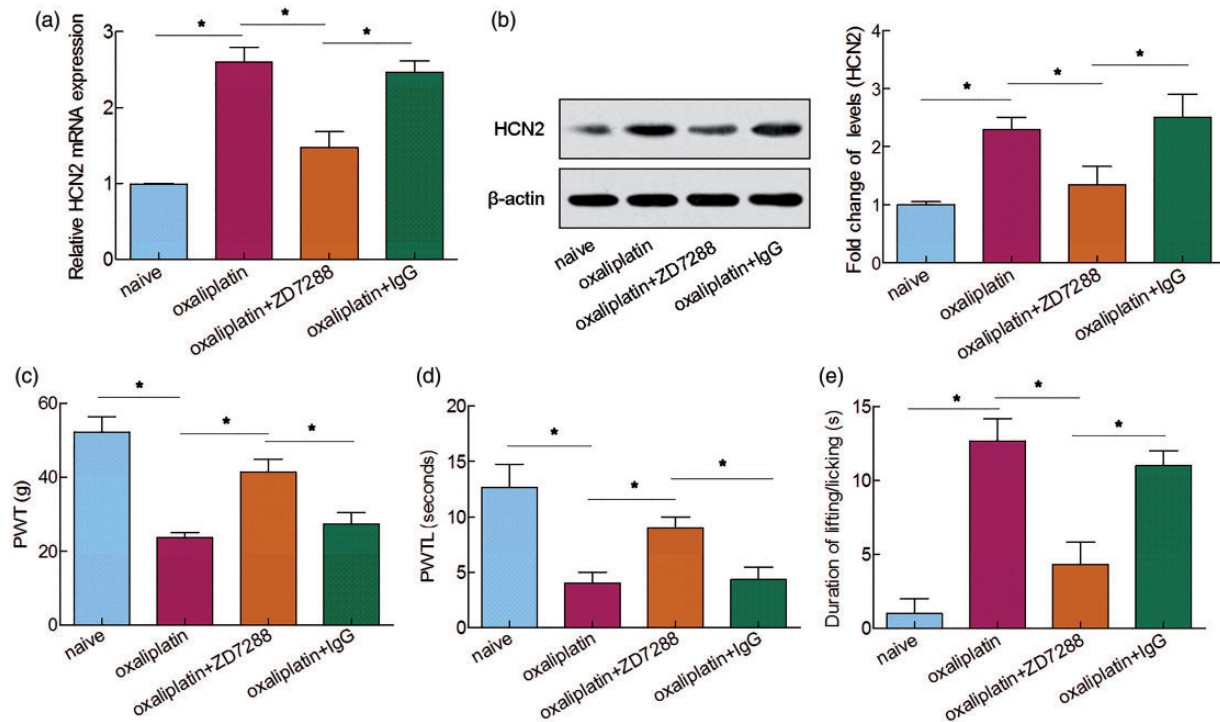 (a)
Relative HCN2 mRNA expression
3
2
1
0
*
*
*
naive
oxaliplatin
oxaliplatin+ZD7288
oxaliplatin+IgG
(b)
HCN2
β-actin
naive
oxaliplatin
oxaliplatin+ZD7288
oxaliplatin+IgG
Fold change of levels (HCN2)
4
3
2
1
0
*
*
*
naive
oxaliplatin
oxaliplatin+ZD7288
oxaliplatin+IgG
(c)
PWT (g)
60
40
20
0
*
*
*
naive
oxaliplatin
oxaliplatin+ZD7288
oxaliplatin+IgG
(d)
PWTL (seconds)
20
15
10
5
0
*
*
*
naive
oxaliplatin
oxaliplatin+ZD7288
oxaliplatin+IgG
(e)
Duration of lifting/licking (s)
15
10
5
0
*
*
*
naive
oxaliplatin
oxaliplatin+ZD7288
oxaliplatin+IgG